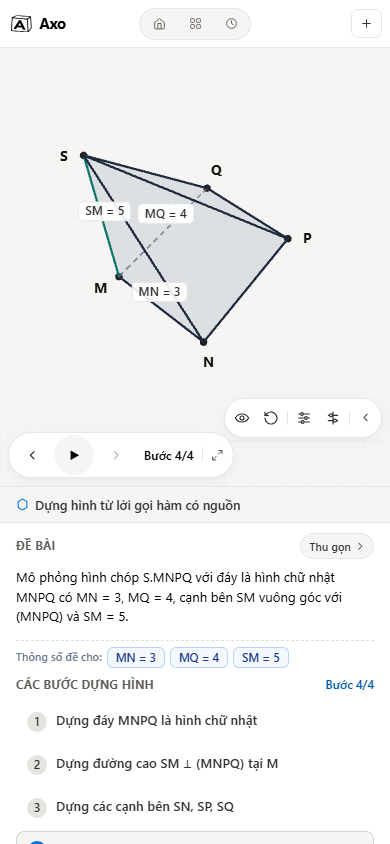 Axo
S
Q
SM = 5
MQ = 4
P
M
MN = 3
N
Bước 4/4
Dựng hình từ lời gọi hàm có nguồn
ĐỀ BÀI
Thu gọn
Mô phỏng hình chóp S.MNPQ với đáy là hình chữ nhật
MNPQ có MN = 3, MQ = 4, cạnh bên SM vuông góc với
(MNPQ) và SM = 5.
Thông số đề cho:
MN = 3
MQ = 4
SM = 5
CÁC BƯỚC DỰNG HÌNH
Bước 4/4
1 Dựng đáy MNPQ là hình chữ nhật
2 Dựng đường cao SM ⊥ (MNPQ) tại M
3 Dựng các cạnh bên SN, SP, SQ